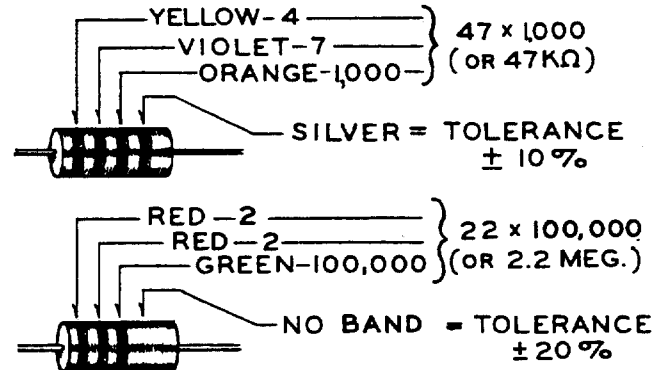 YELLOW-4
VIOLET-7
ORANGE-1,000
47 x 1,000
(OR 47KΩ)
SILVER = TOLERANCE
± 10%
RED-2
RED-2
GREEN-100,000
22 x 100,000
(OR 2.2 MEG.)
NO BAND = TOLERANCE
± 20%